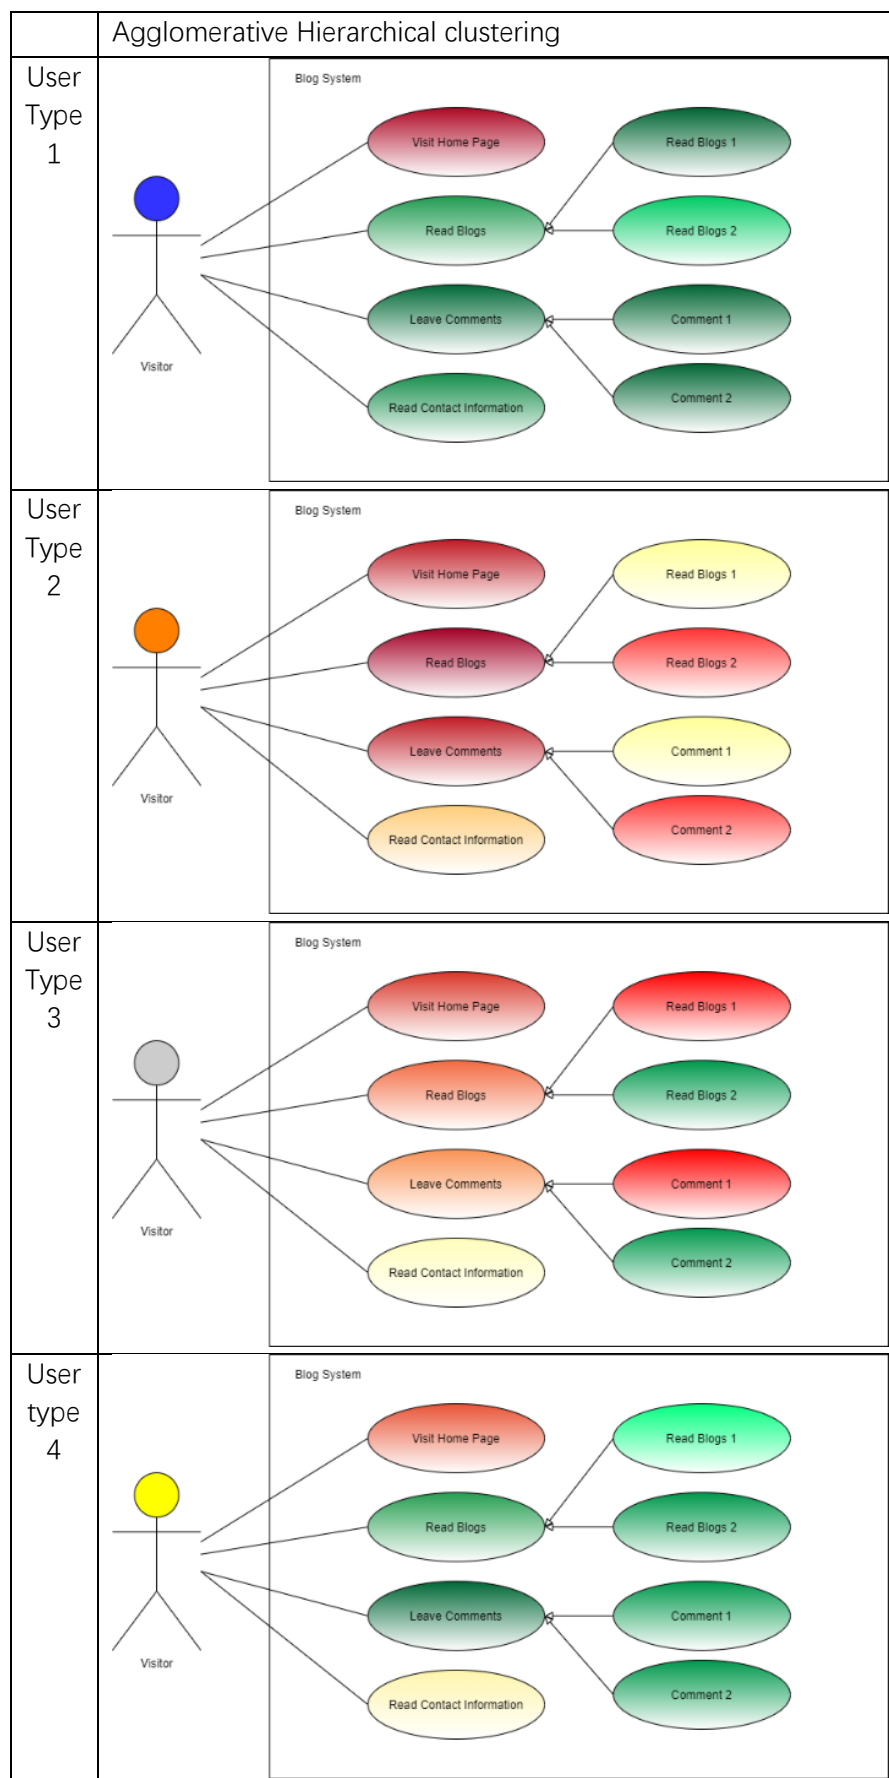 Agglomerative Hierarchical clustering
User
Type
1
Blog System
Visit Home Page
Read Blogs 1
Read Blogs
Read Blogs 2
Leave Comments
Comment 1
Visitor
Comment 2
Read Contact Information
User
Type
2
Blog System
Visit Home Page
Read Blogs 1
Read Blogs
Read Blogs 2
Leave Comments
Comment 1
Visitor
Comment 2
Read Contact Information
User
Type
3
Blog System
Visit Home Page
Read Blogs 1
Read Blogs
Read Blogs 2
Leave Comments
Comment 1
Visitor
Comment 2
Read Contact Information
User
type
4
Blog System
Visit Home Page
Read Blogs 1
Read Blogs
Read Blogs 2
Leave Comments
Comment 1
Visitor
Comment 2
Read Contact Information